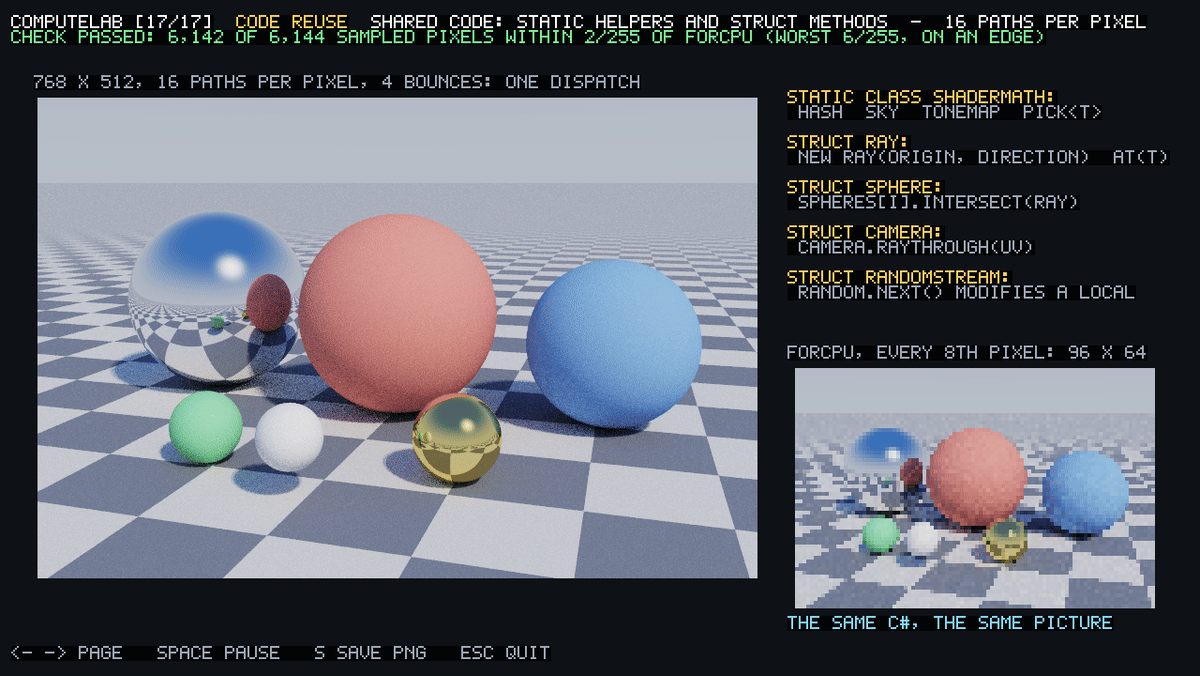 COMPUTELAB [17/17]  CODE REUSE  SHARED CODE: STATIC HELPERS AND STRUCT METHODS  -  16 PATHS PER PIXEL
CHECK PASSED: 6,142 OF 6,144 SAMPLED PIXELS WITHIN 2/255 OF FORCPU (WORST 6/255, ON AN EDGE)
768 X 512, 16 PATHS PER PIXEL, 4 BOUNCES: ONE DISPATCH
STATIC CLASS SHADERMATH:
HASH  SKY  TONEMAP  PICK<T>
STRUCT RAY:
NEW RAY(ORIGIN, DIRECTION)  AT(T)
STRUCT SPHERE:
SPHERES[I].INTERSECT(RAY)
STRUCT CAMERA:
CAMERA.RAYTHROUGH(UV)
STRUCT RANDOMSTREAM:
RANDOM.NEXT() MODIFIES A LOCAL
FORCPU, EVERY 8TH PIXEL: 96 X 64
THE SAME C#, THE SAME PICTURE
<- -> PAGE   SPACE PAUSE   S SAVE PNG   ESC QUIT